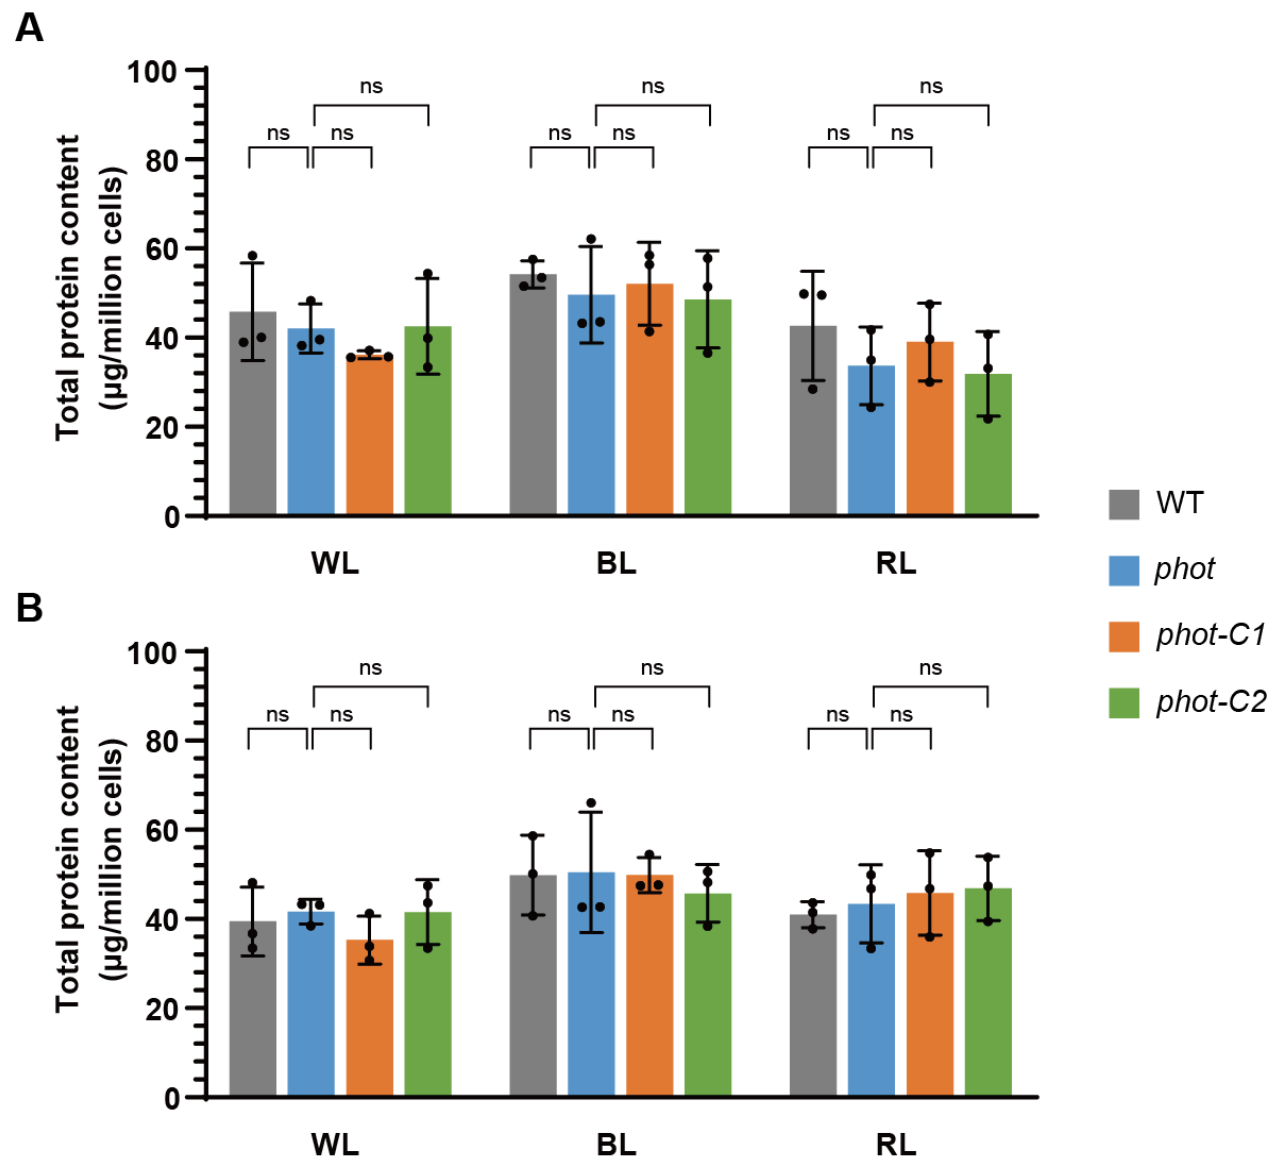 A
100
80
60
40
20
0
Total protein content
(µg/million cells)
ns
ns
ns
ns
ns
ns
ns
ns
ns
WL
BL
RL
WT
phot
phot-C1
phot-C2
B
100
80
60
40
20
0
Total protein content
(µg/million cells)
ns
ns
ns
ns
ns
ns
ns
ns
ns
WL
BL
RL